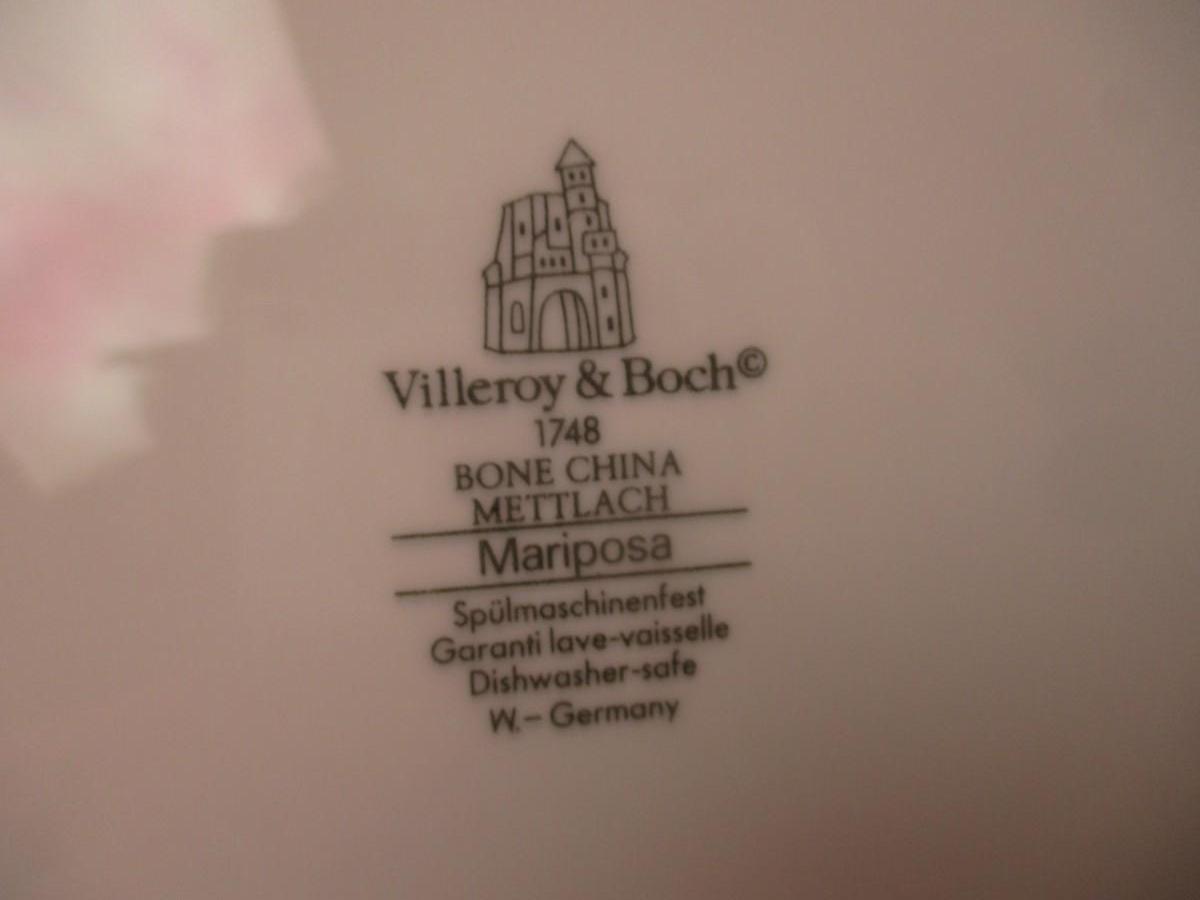 Villeroy & Boch©
1748
BONE CHINA
METTLACH
Mariposa
Spülmaschinenfest
Garanti lave-vaisselle
Dishwasher-safe
W.– Germany